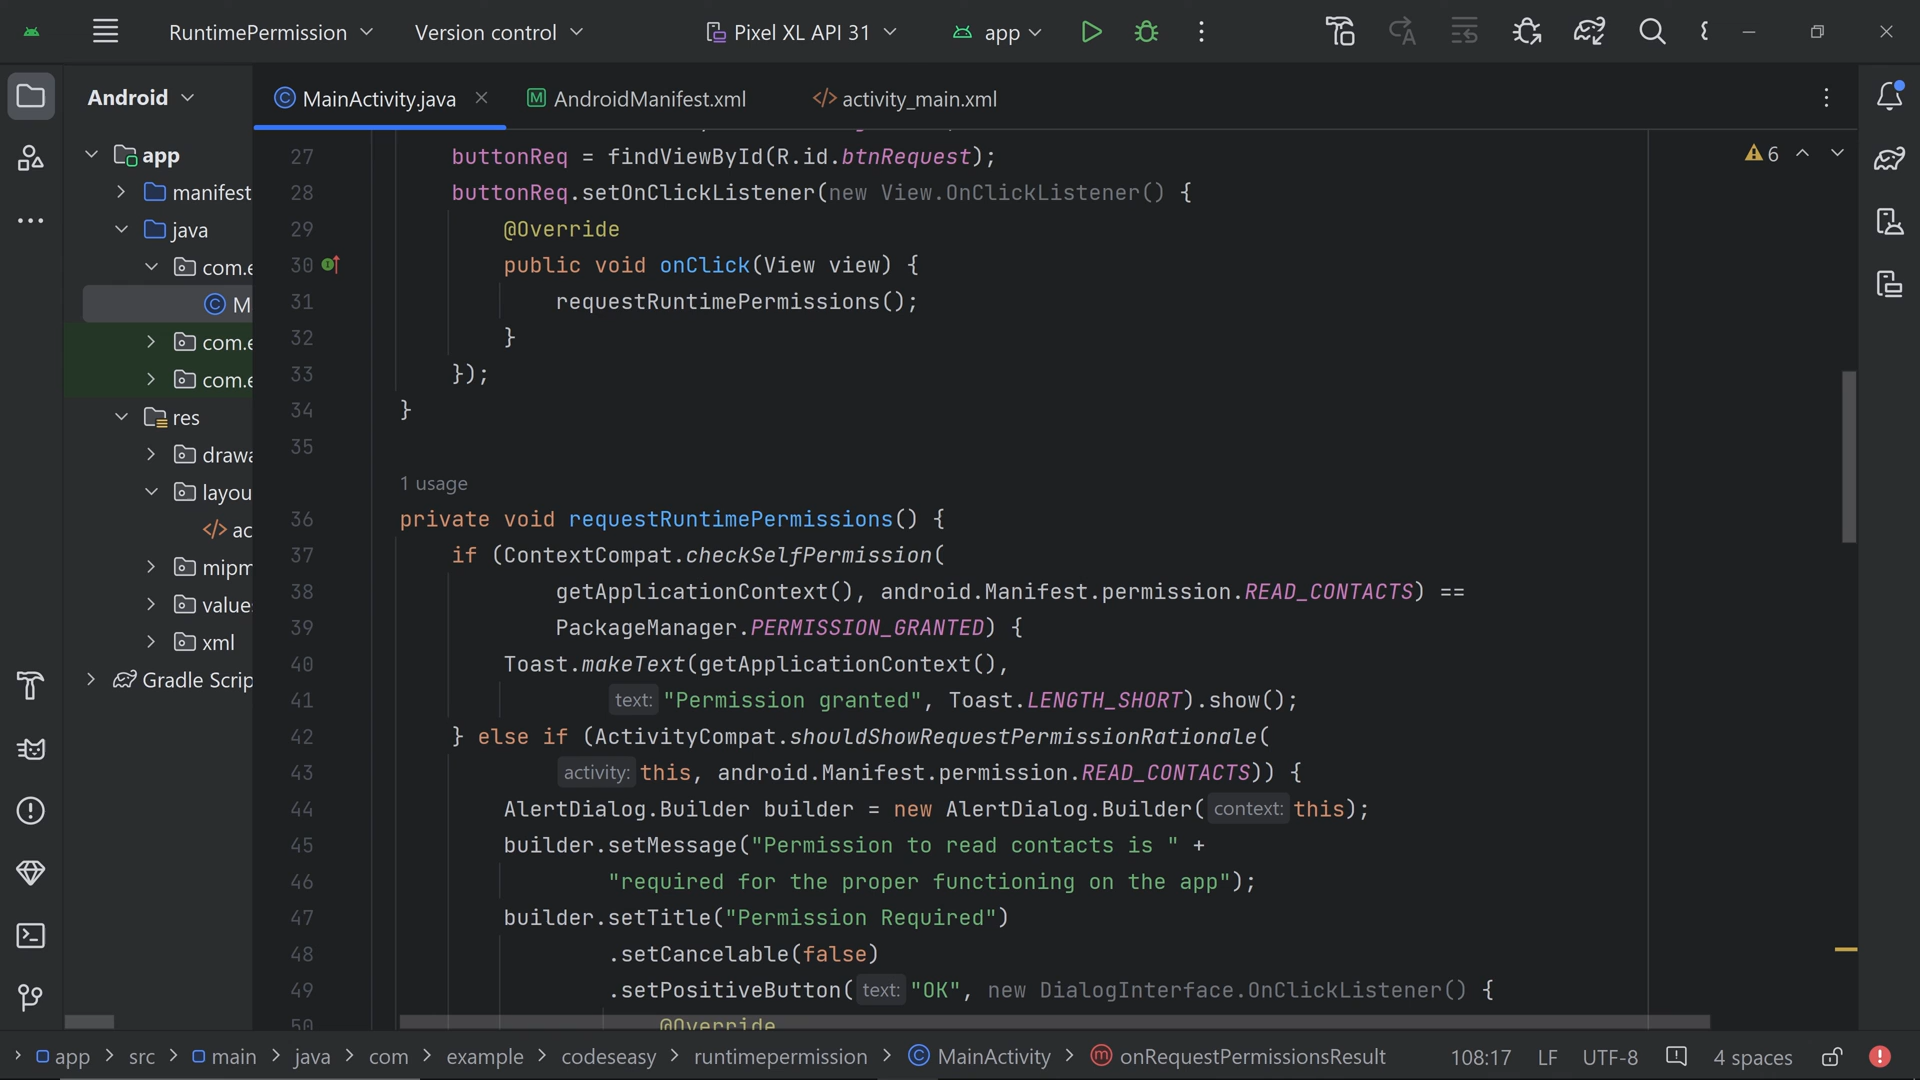 RuntimePermission
Version control
Pixel XL API 31
app
Android
MainActivity.java
AndroidManifest.xml
activity_main.xml
app
manifest
java
com.e
M
com.e
com.e
res
drawa
layou
ac
mipm
value
xml
Gradle Scrip
6
27 buttonReq = findViewById(R.id.btnRequest);
28 buttonReq.setOnClickListener(new View.OnClickListener() {
29 @Override
30 public void onClick(View view) {
31 requestRuntimePermissions();
32 }
33 });
34 }
35
1 usage
36 private void requestRuntimePermissions() {
37 if (ContextCompat.checkSelfPermission(
38 getApplicationContext(), android.Manifest.permission.READ_CONTACTS) ==
39 PackageManager.PERMISSION_GRANTED) {
40 Toast.makeText(getApplicationContext(),
41 text: "Permission granted", Toast.LENGTH_SHORT).show();
42 } else if (ActivityCompat.shouldShowRequestPermissionRationale(
43 activity: this, android.Manifest.permission.READ_CONTACTS)) {
44 AlertDialog.Builder builder = new AlertDialog.Builder( context: this);
45 builder.setMessage("Permission to read contacts is " +
46 "required for the proper functioning on the app");
47 builder.setTitle("Permission Required")
48 .setCancelable(false)
49 .setPositiveButton( text: "OK", new DialogInterface.OnClickListener() {
50 @Override
app > src > main > java > com > example > codeseasy > runtimepermission > MainActivity > onRequestPermissionsResult
108:17 LF UTF-8 4 spaces